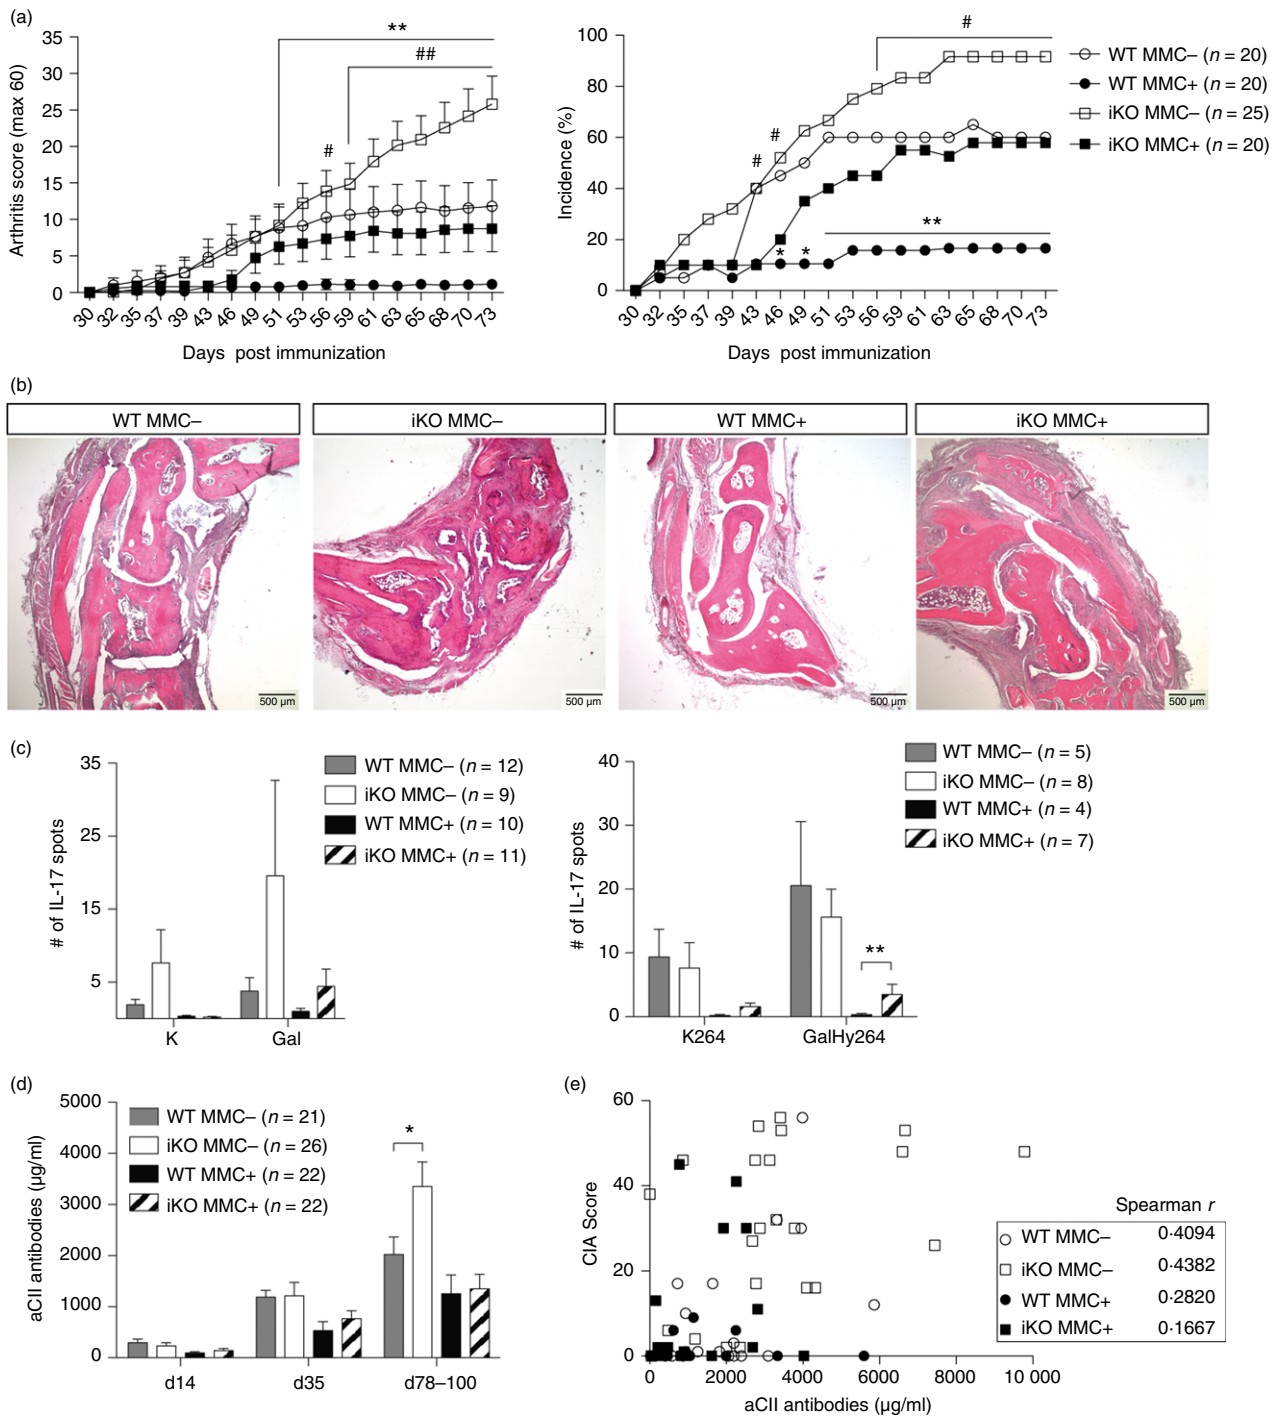 (a)
Arthritis score (max 60)
35
30
25
20
15
10
5
0
**
##
#
30 32 35 37 39 43 46 49 51 53 56 59 61 63 65 68 70 73
Days post immunization
Incidence (%)
100
80
60
40
20
0
#
#
#
**
* *
30 32 35 37 39 43 46 49 51 53 56 59 61 63 65 68 70 73
Days post immunization
WT MMC– (n = 20)
WT MMC+ (n = 20)
iKO MMC– (n = 25)
iKO MMC+ (n = 20)
(b)
WT MMC–
iKO MMC–
WT MMC+
iKO MMC+
500 µm
500 µm
500 µm
500 µm
(c)
# of IL-17 spots
35
25
15
5
K
Gal
WT MMC– (n = 12)
iKO MMC– (n = 9)
WT MMC+ (n = 10)
iKO MMC+ (n = 11)
# of IL-17 spots
40
30
20
10
0
**
K264
GalHy264
WT MMC– (n = 5)
iKO MMC– (n = 8)
WT MMC+ (n = 4)
iKO MMC+ (n = 7)
(d)
aCII antibodies (µg/ml)
5000
4000
3000
2000
1000
0
WT MMC– (n = 21)
iKO MMC– (n = 26)
WT MMC+ (n = 22)
iKO MMC+ (n = 22)
*
d14
d35
d78–100
(e)
CIA Score
60
40
20
0
0 2000 4000 6000 8000 10 000
aCII antibodies (µg/ml)
Spearman r
WT MMC– 0·4094
iKO MMC– 0·4382
WT MMC+ 0·2820
iKO MMC+ 0·1667